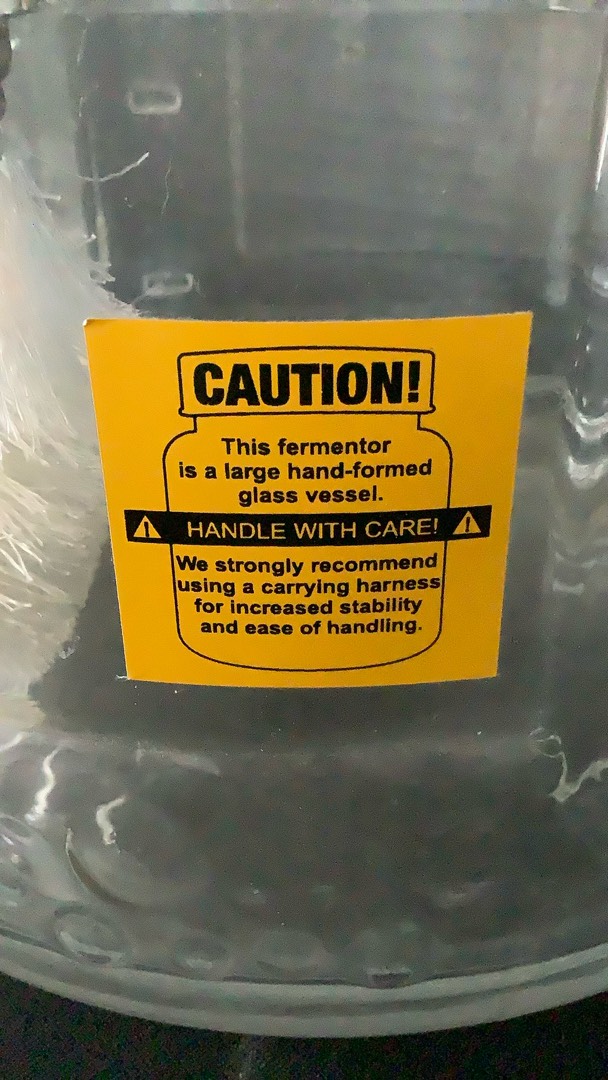 CAUTION!
This fermentor
is a large hand-formed
glass vessel.
HANDLE WITH CARE!
We strongly recommend
using a carrying harness
for increased stability
and ease of handling.